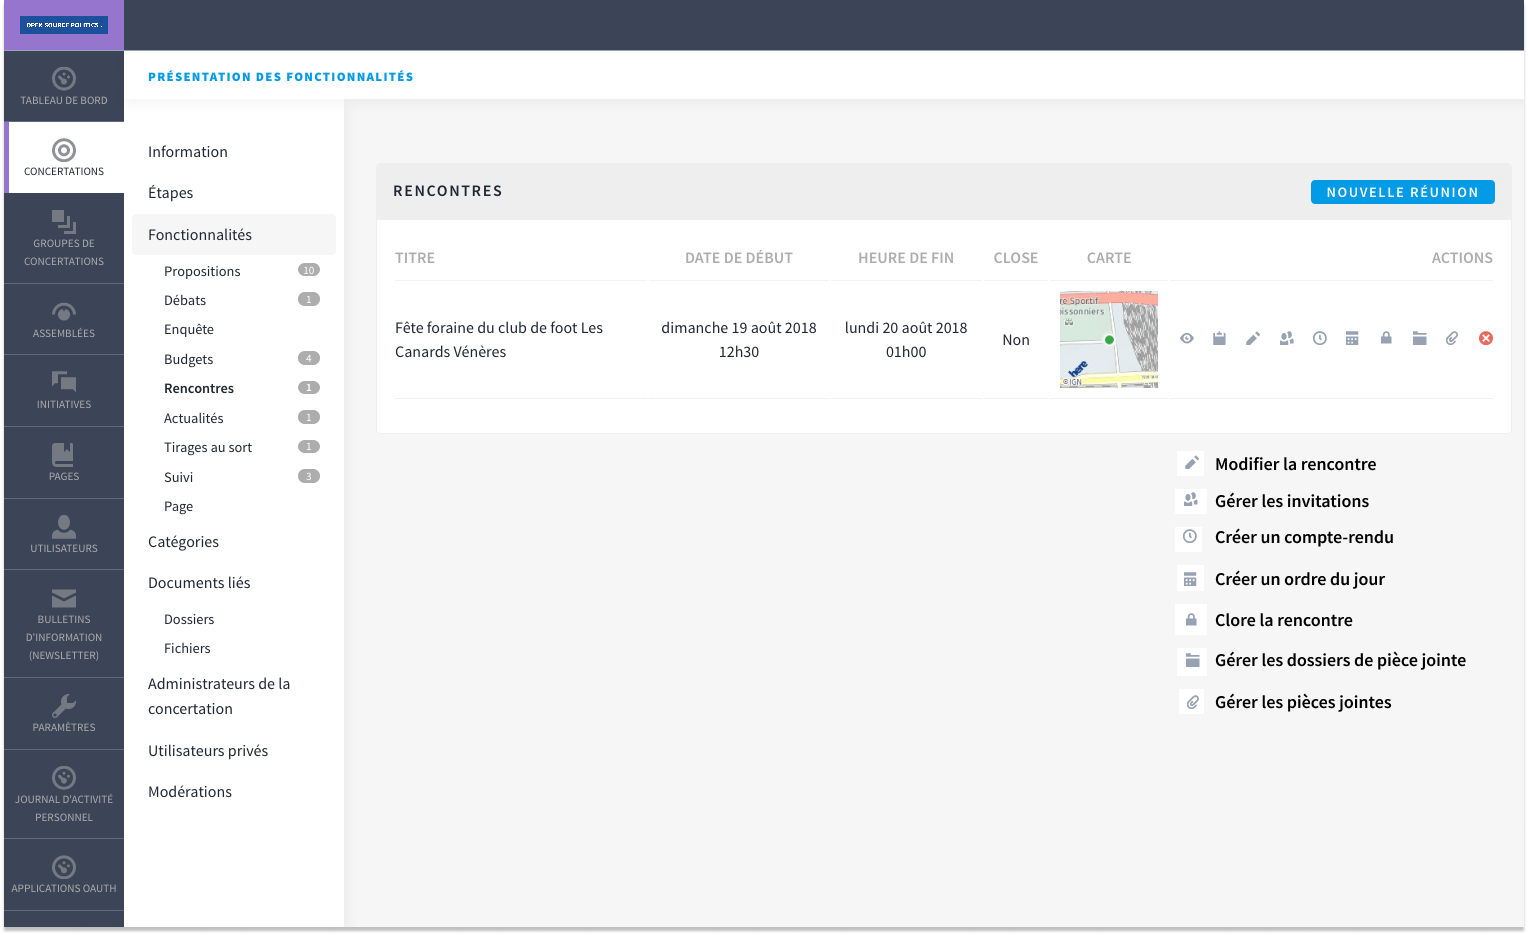 OPEN SOURCE POLITICS .
TABLEAU DE BORD
CONCERTATIONS
GROUPES DE
CONCERTATIONS
ASSEMBLÉES
INITIATIVES
PAGES
UTILISATEURS
BULLETINS
D'INFORMATION
(NEWSLETTER)
PARAMÈTRES
JOURNAL D'ACTIVITÉ
PERSONNEL
APPLICATIONS OAUTH
PRÉSENTATION DES FONCTIONNALITÉS
Information
Étapes
Fonctionnalités
Propositions 10
Débats 1
Enquête
Budgets 4
Rencontres 1
Actualités 1
Tirages au sort 1
Suivi 3
Page
Catégories
Documents liés
Dossiers
Fichiers
Administrateurs de la
concertation
Utilisateurs privés
Modérations
RENCONTRES NOUVELLE RÉUNION
TITRE DATE DE DÉBUT HEURE DE FIN CLOSE CARTE ACTIONS
Fête foraine du club de foot Les
Canards Vénères
dimanche 19 août 2018
12h30
lundi 20 août 2018
01h00
Non
re Sportif
oissonniers
here
© IGN
Modifier la rencontre
Gérer les invitations
Créer un compte-rendu
Créer un ordre du jour
Clore la rencontre
Gérer les dossiers de pièce jointe
Gérer les pièces jointes